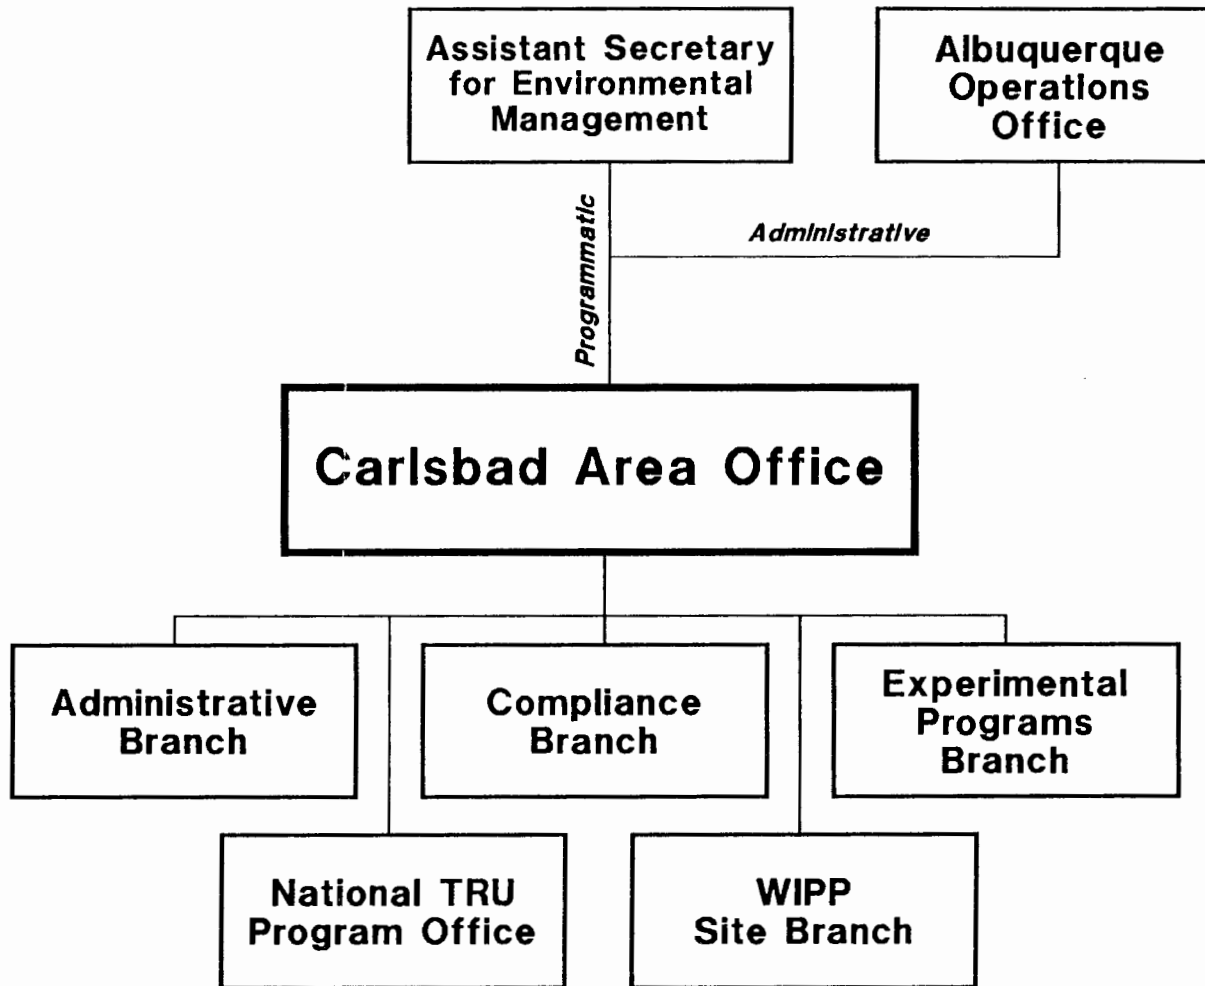 Assistant Secretary
for Environmental
Management
Albuquerque
Operations
Office
Programmatic
Administrative
Carlsbad Area Office
Administrative
Branch
Compliance
Branch
Experimental
Programs
Branch
National TRU
Program Office
WIPP
Site Branch